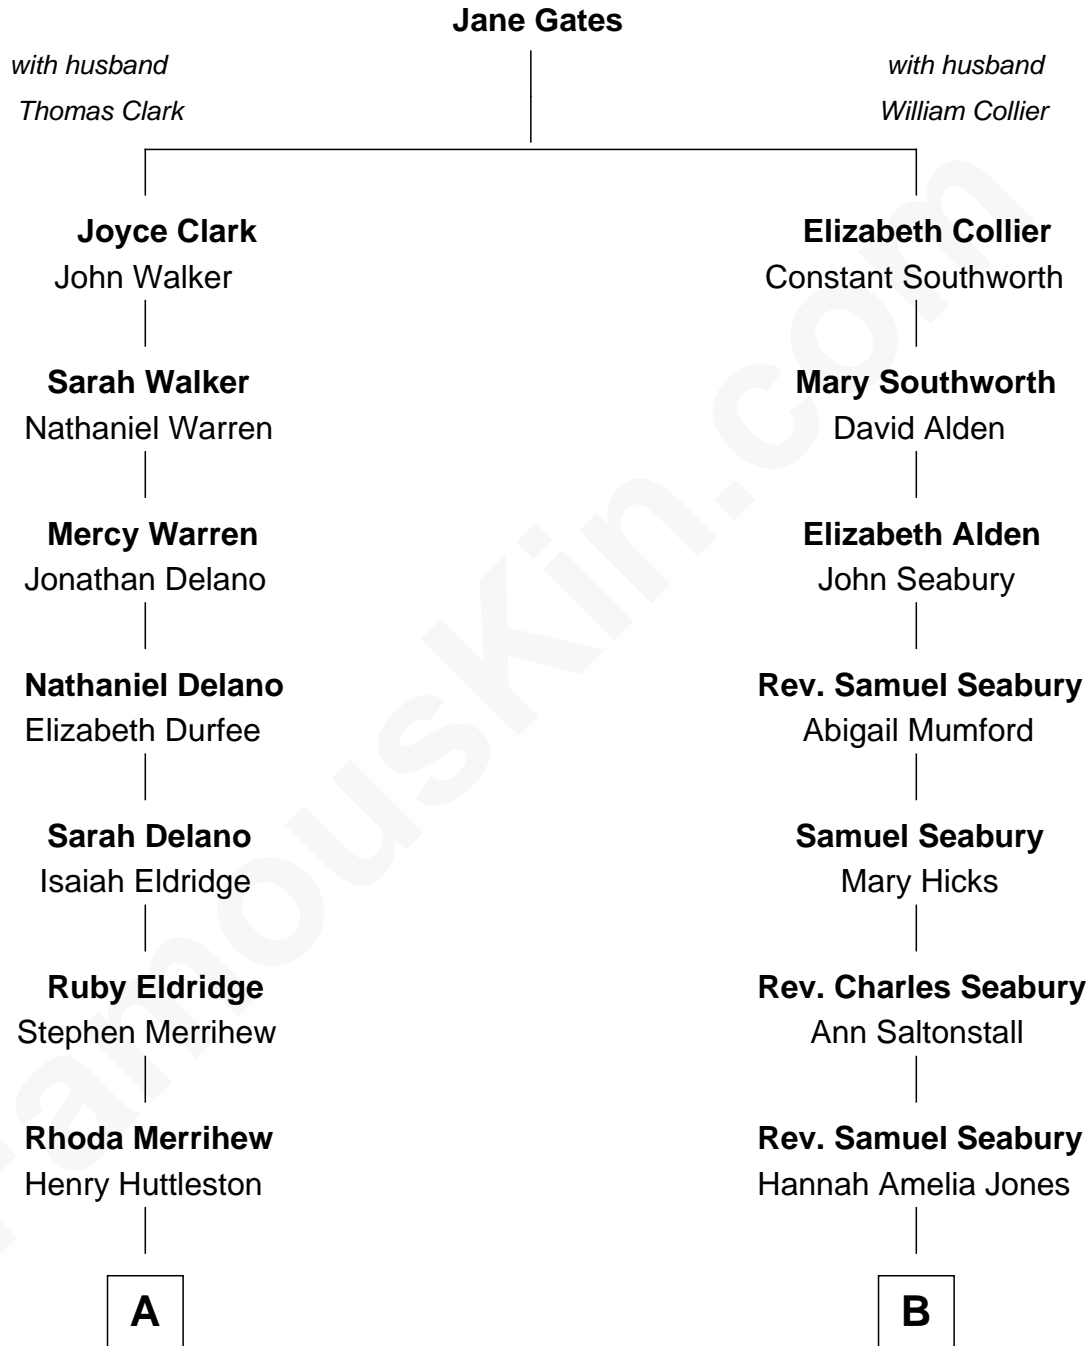 Jane Gates
with husband
Thomas Clark
with husband
William Collier
Joyce Clark
John Walker
Elizabeth Collier
Constant Southworth
Sarah Walker
Nathaniel Warren
Mary Southworth
David Alden
Mercy Warren
Jonathan Delano
Elizabeth Alden
John Seabury
Nathaniel Delano
Elizabeth Durfee
Rev. Samuel Seabury
Abigail Mumford
Sarah Delano
Isaiah Eldridge
Samuel Seabury
Mary Hicks
Ruby Eldridge
Stephen Merrihew
Rev. Charles Seabury
Ann Saltonstall
Rhoda Merrihew
Henry Huttleston
Rev. Samuel Seabury
Hannah Amelia Jones
A
B
FamousKin.com